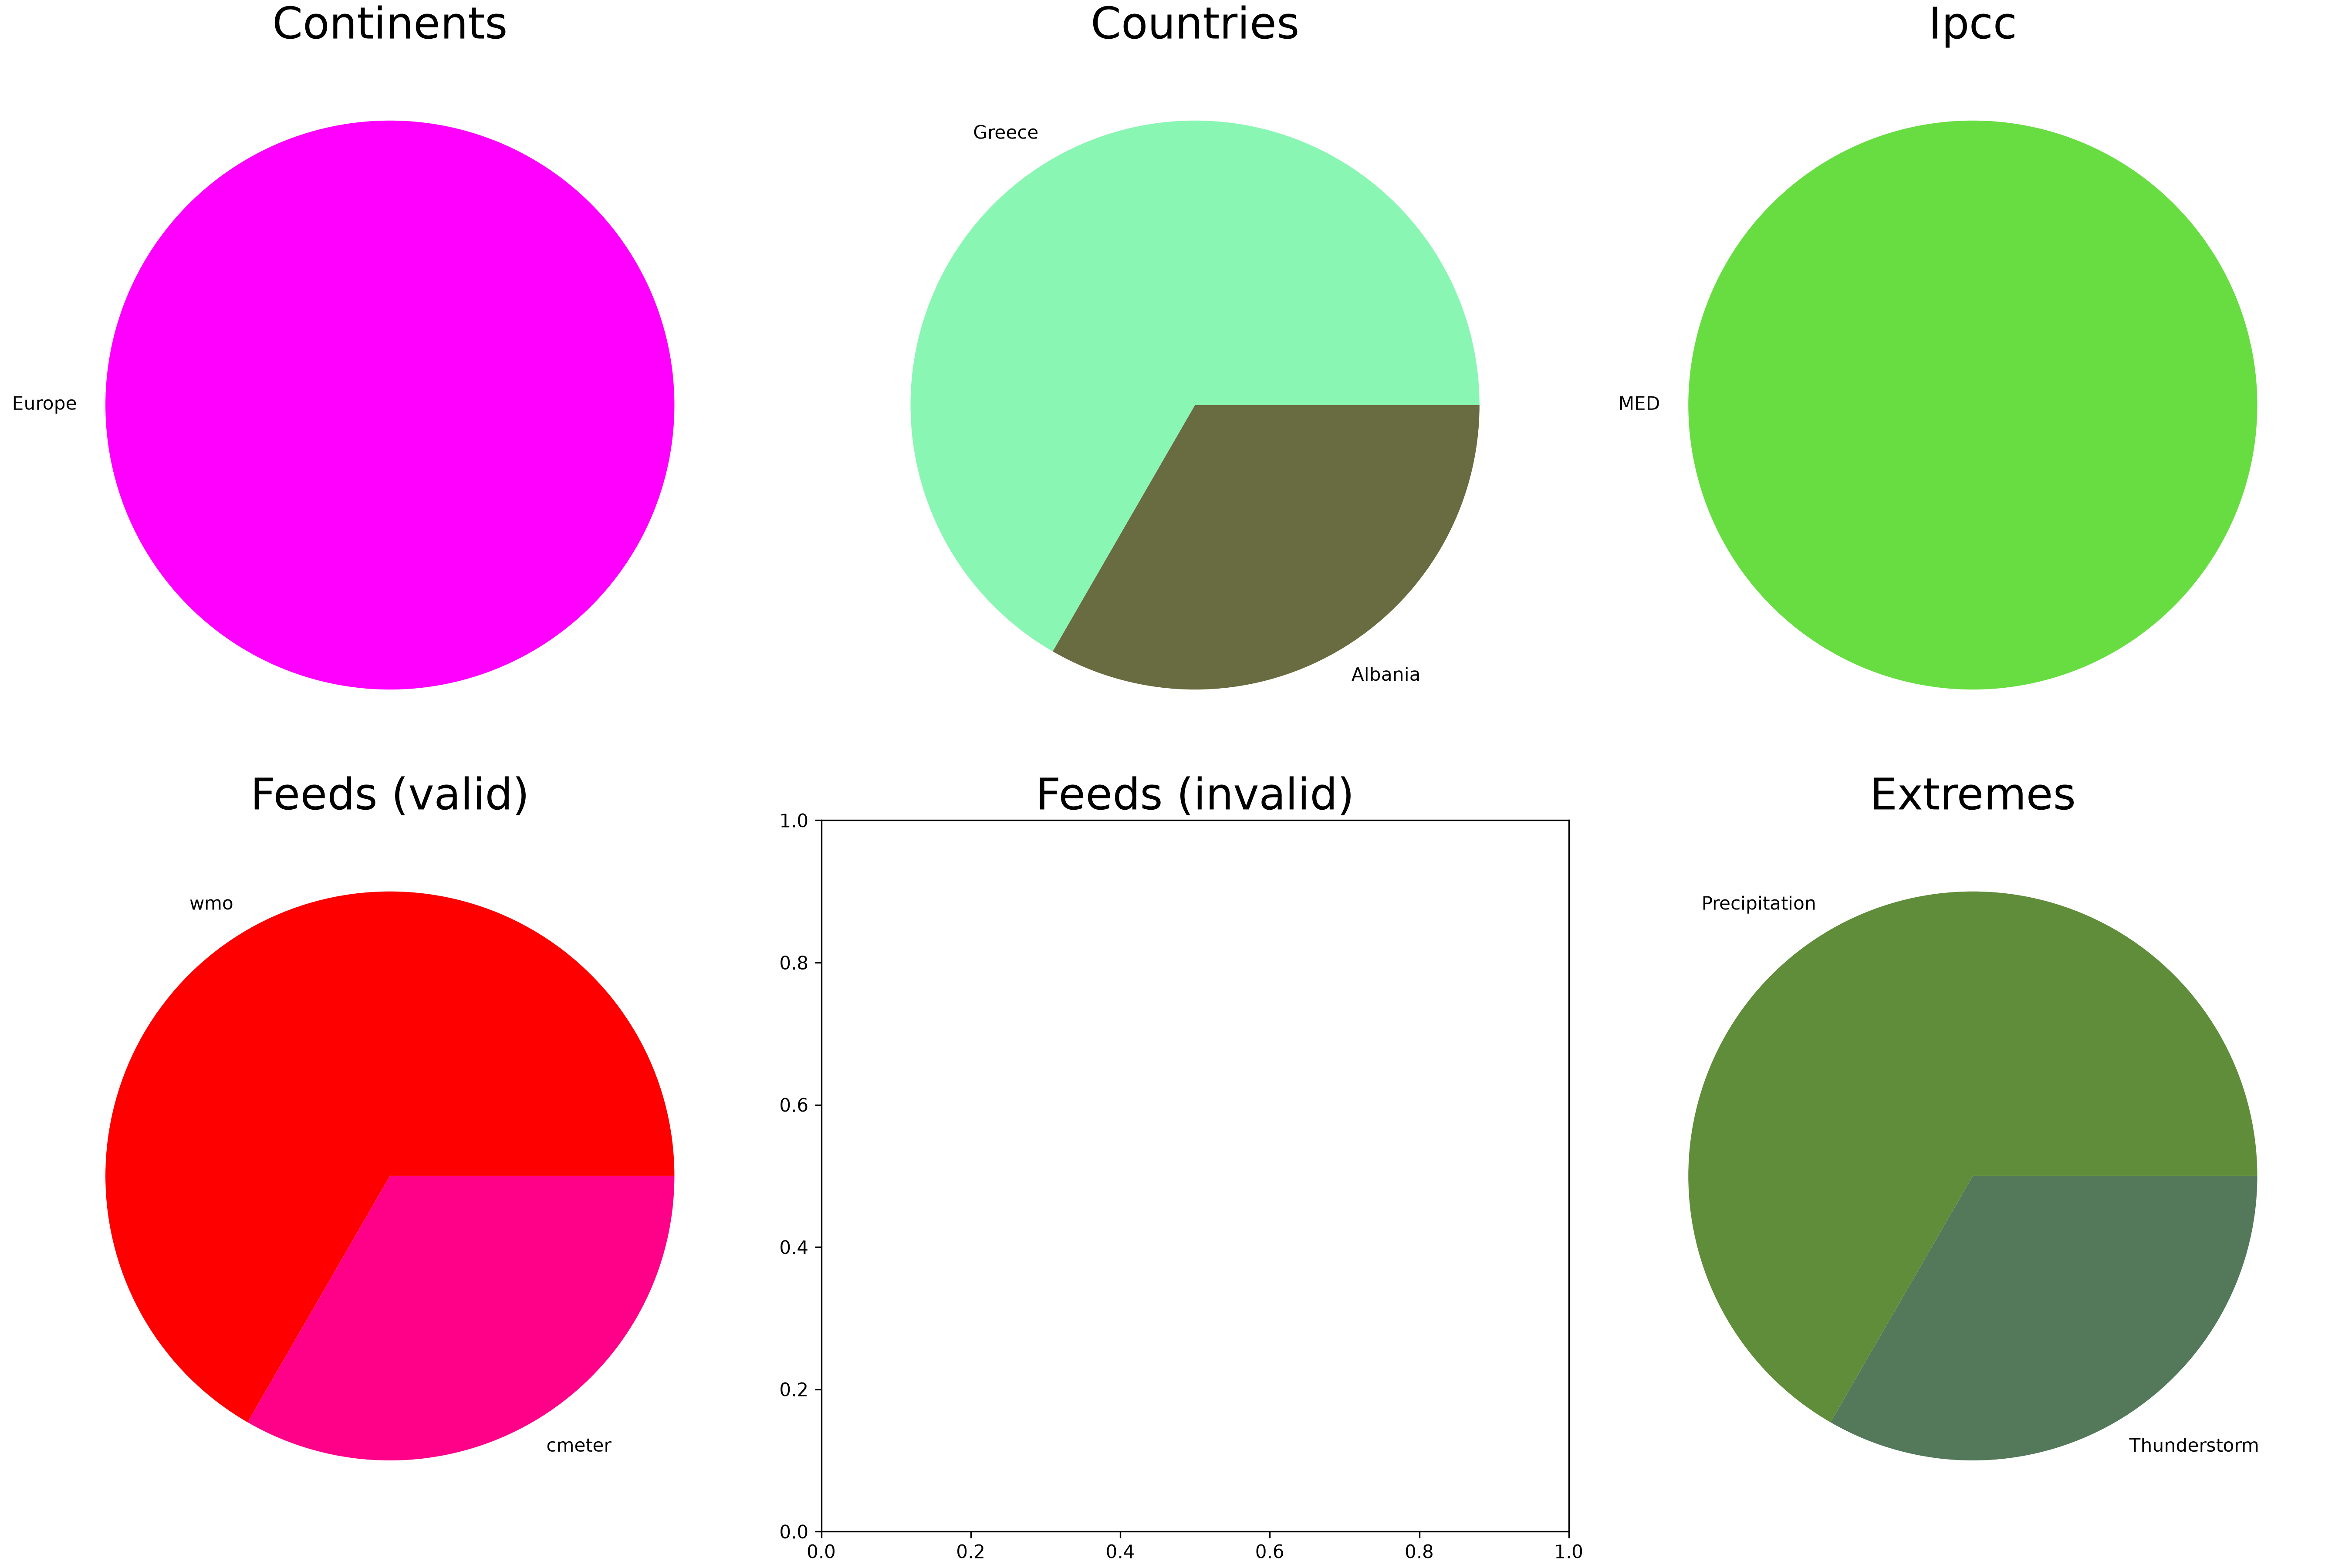 Continents
Countries
Ipcc
Greece
Europe
MED
Albania
Feeds (valid)
Feeds (invalid)
Extremes
1.0
wmo
Precipitation
0.8
0.6
0.4
0.2
cmeter
Thunderstorm
0.0
0.0 0.2 0.4 0.6 0.8 1.0